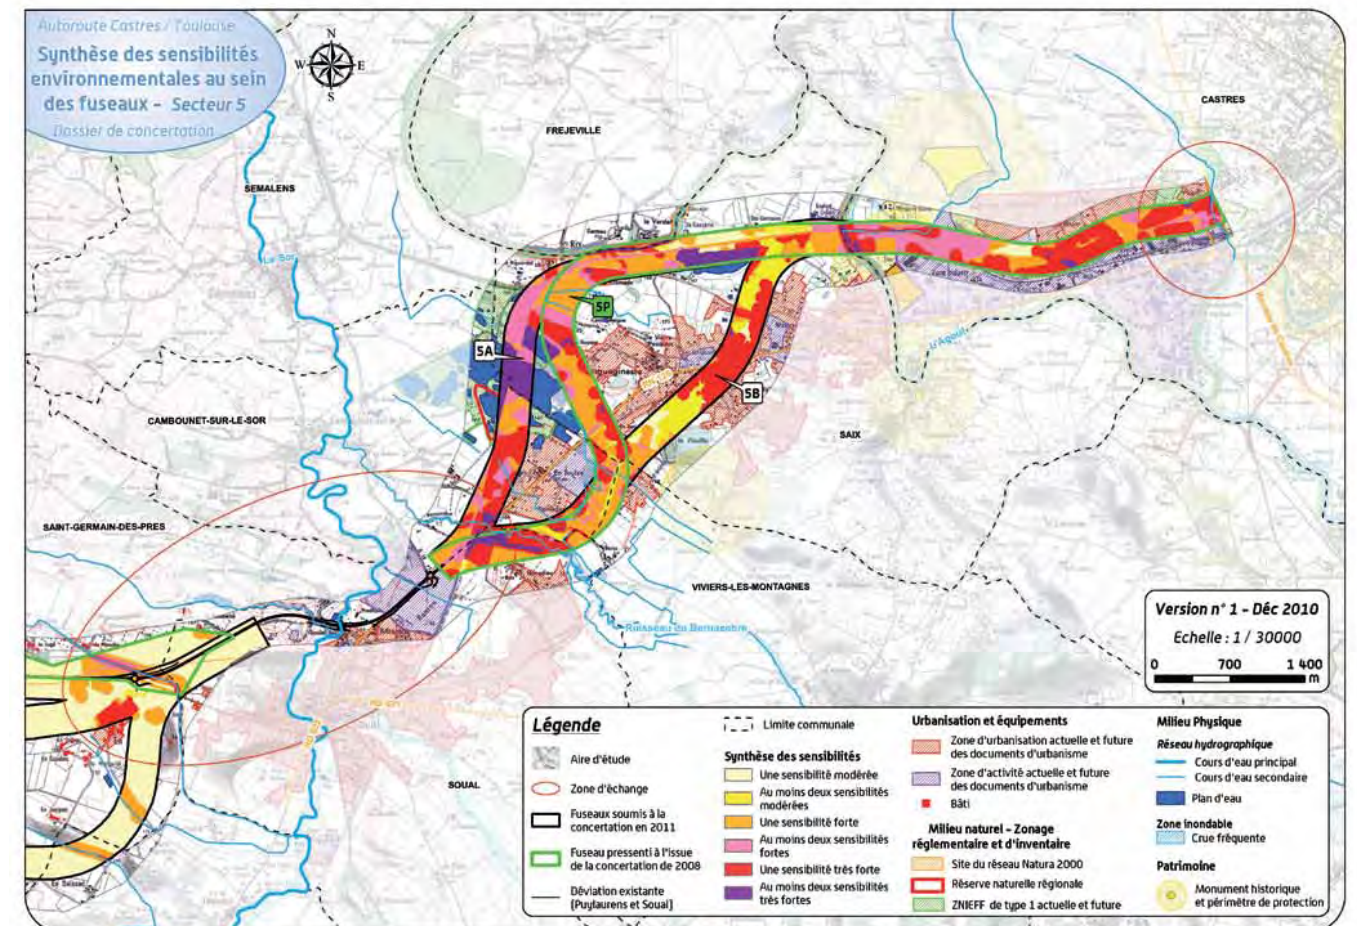 Autoroute Castres / Toulouse
Synthèse des sensibilités
environnementales au sein
des fuseaux - Secteur 5
Dossier de concertation
N
W E
S
CASTRES
FREJEVILLE
SEMALENS
Le Sor
5P
5A
5B
L'Agout
CAMBOUNET-SUR-LE-SOR
SAIX
SAINT-GERMAIN-DES-PRES
VIVIERS-LES-MONTAGNES
Ruisseau du Bernazobre
SOUAL
Version n° 1 - Déc 2010
Echelle : 1 / 30000
0 700 1 400
m
Légende
Aire d'étude
Zone d'échange
Fuseaux soumis à la
concertation en 2011
Fuseau pressenti à l'issue
de la concertation de 2008
Déviation existante
(Puylaurens et Soual)
Limite communale
Synthèse des sensibilités
Une sensibilité modérée
Au moins deux sensibilités
modérées
Une sensibilité forte
Au moins deux sensibilités
fortes
Une sensibilité très forte
Au moins deux sensibilités
très fortes
Urbanisation et équipements
Zone d'urbanisation actuelle et future
des documents d'urbanisme
Zone d'activité actuelle et future
des documents d'urbanisme
Bâti
Milieu naturel - Zonage
réglementaire et d'inventaire
Site du réseau Natura 2000
Réserve naturelle régionale
ZNIEFF de type 1 actuelle et future
Milieu Physique
Réseau hydrographique
Cours d'eau principal
Cours d'eau secondaire
Plan d'eau
Zone inondable
Crue fréquente
Patrimoine
Monument historique
et périmètre de protection